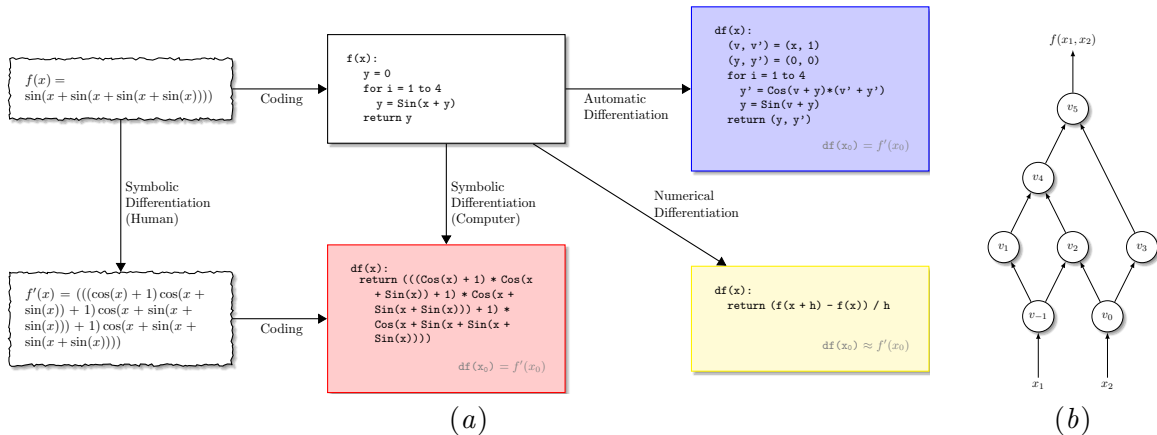 f(x) =
sin(x + sin(x + sin(x + sin(x))))
Coding
f(x):
y = 0
for i = 1 to 4
y = Sin(x + y)
return y
Automatic
Differentiation
df(x):
(v, v') = (x, 1)
(y, y') = (0, 0)
for i = 1 to 4
y' = Cos(v + y)*(v' + y')
y = Sin(v + y)
return (y, y')
df(x₀) = f'(x₀)
Symbolic
Differentiation
(Human)
Symbolic
Differentiation
(Computer)
Numerical
Differentiation
f'(x) = (((cos(x) + 1) cos(x +
sin(x)) + 1) cos(x + sin(x +
sin(x))) + 1) cos(x + sin(x +
sin(x + sin(x))))
Coding
df(x):
return (((Cos(x) + 1) * Cos(x
+ Sin(x)) + 1) * Cos(x +
Sin(x + Sin(x))) + 1) *
Cos(x + Sin(x + Sin(x +
Sin(x))))
df(x₀) = f'(x₀)
df(x):
return (f(x + h) - f(x)) / h
df(x₀) ≈ f'(x₀)
(a)
f(x₁, x₂)
v₅
v₄
v₁
v₂
v₃
v₋₁
v₀
x₁
x₂
(b)